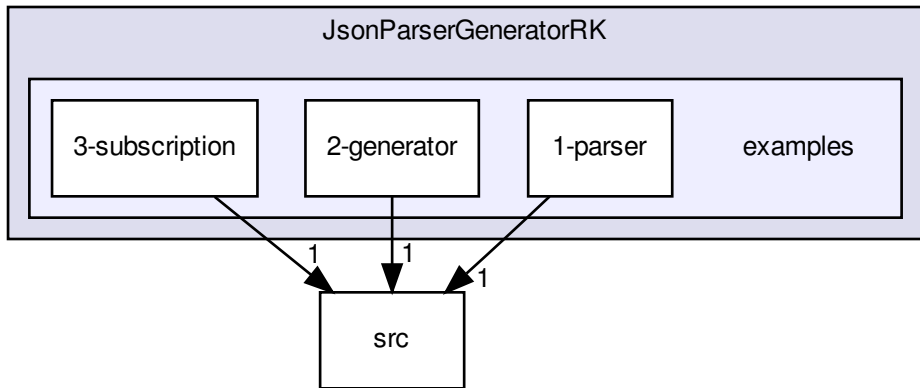 JsonParserGeneratorRK
3-subscription
2-generator
1-parser
examples
1
1
1
src